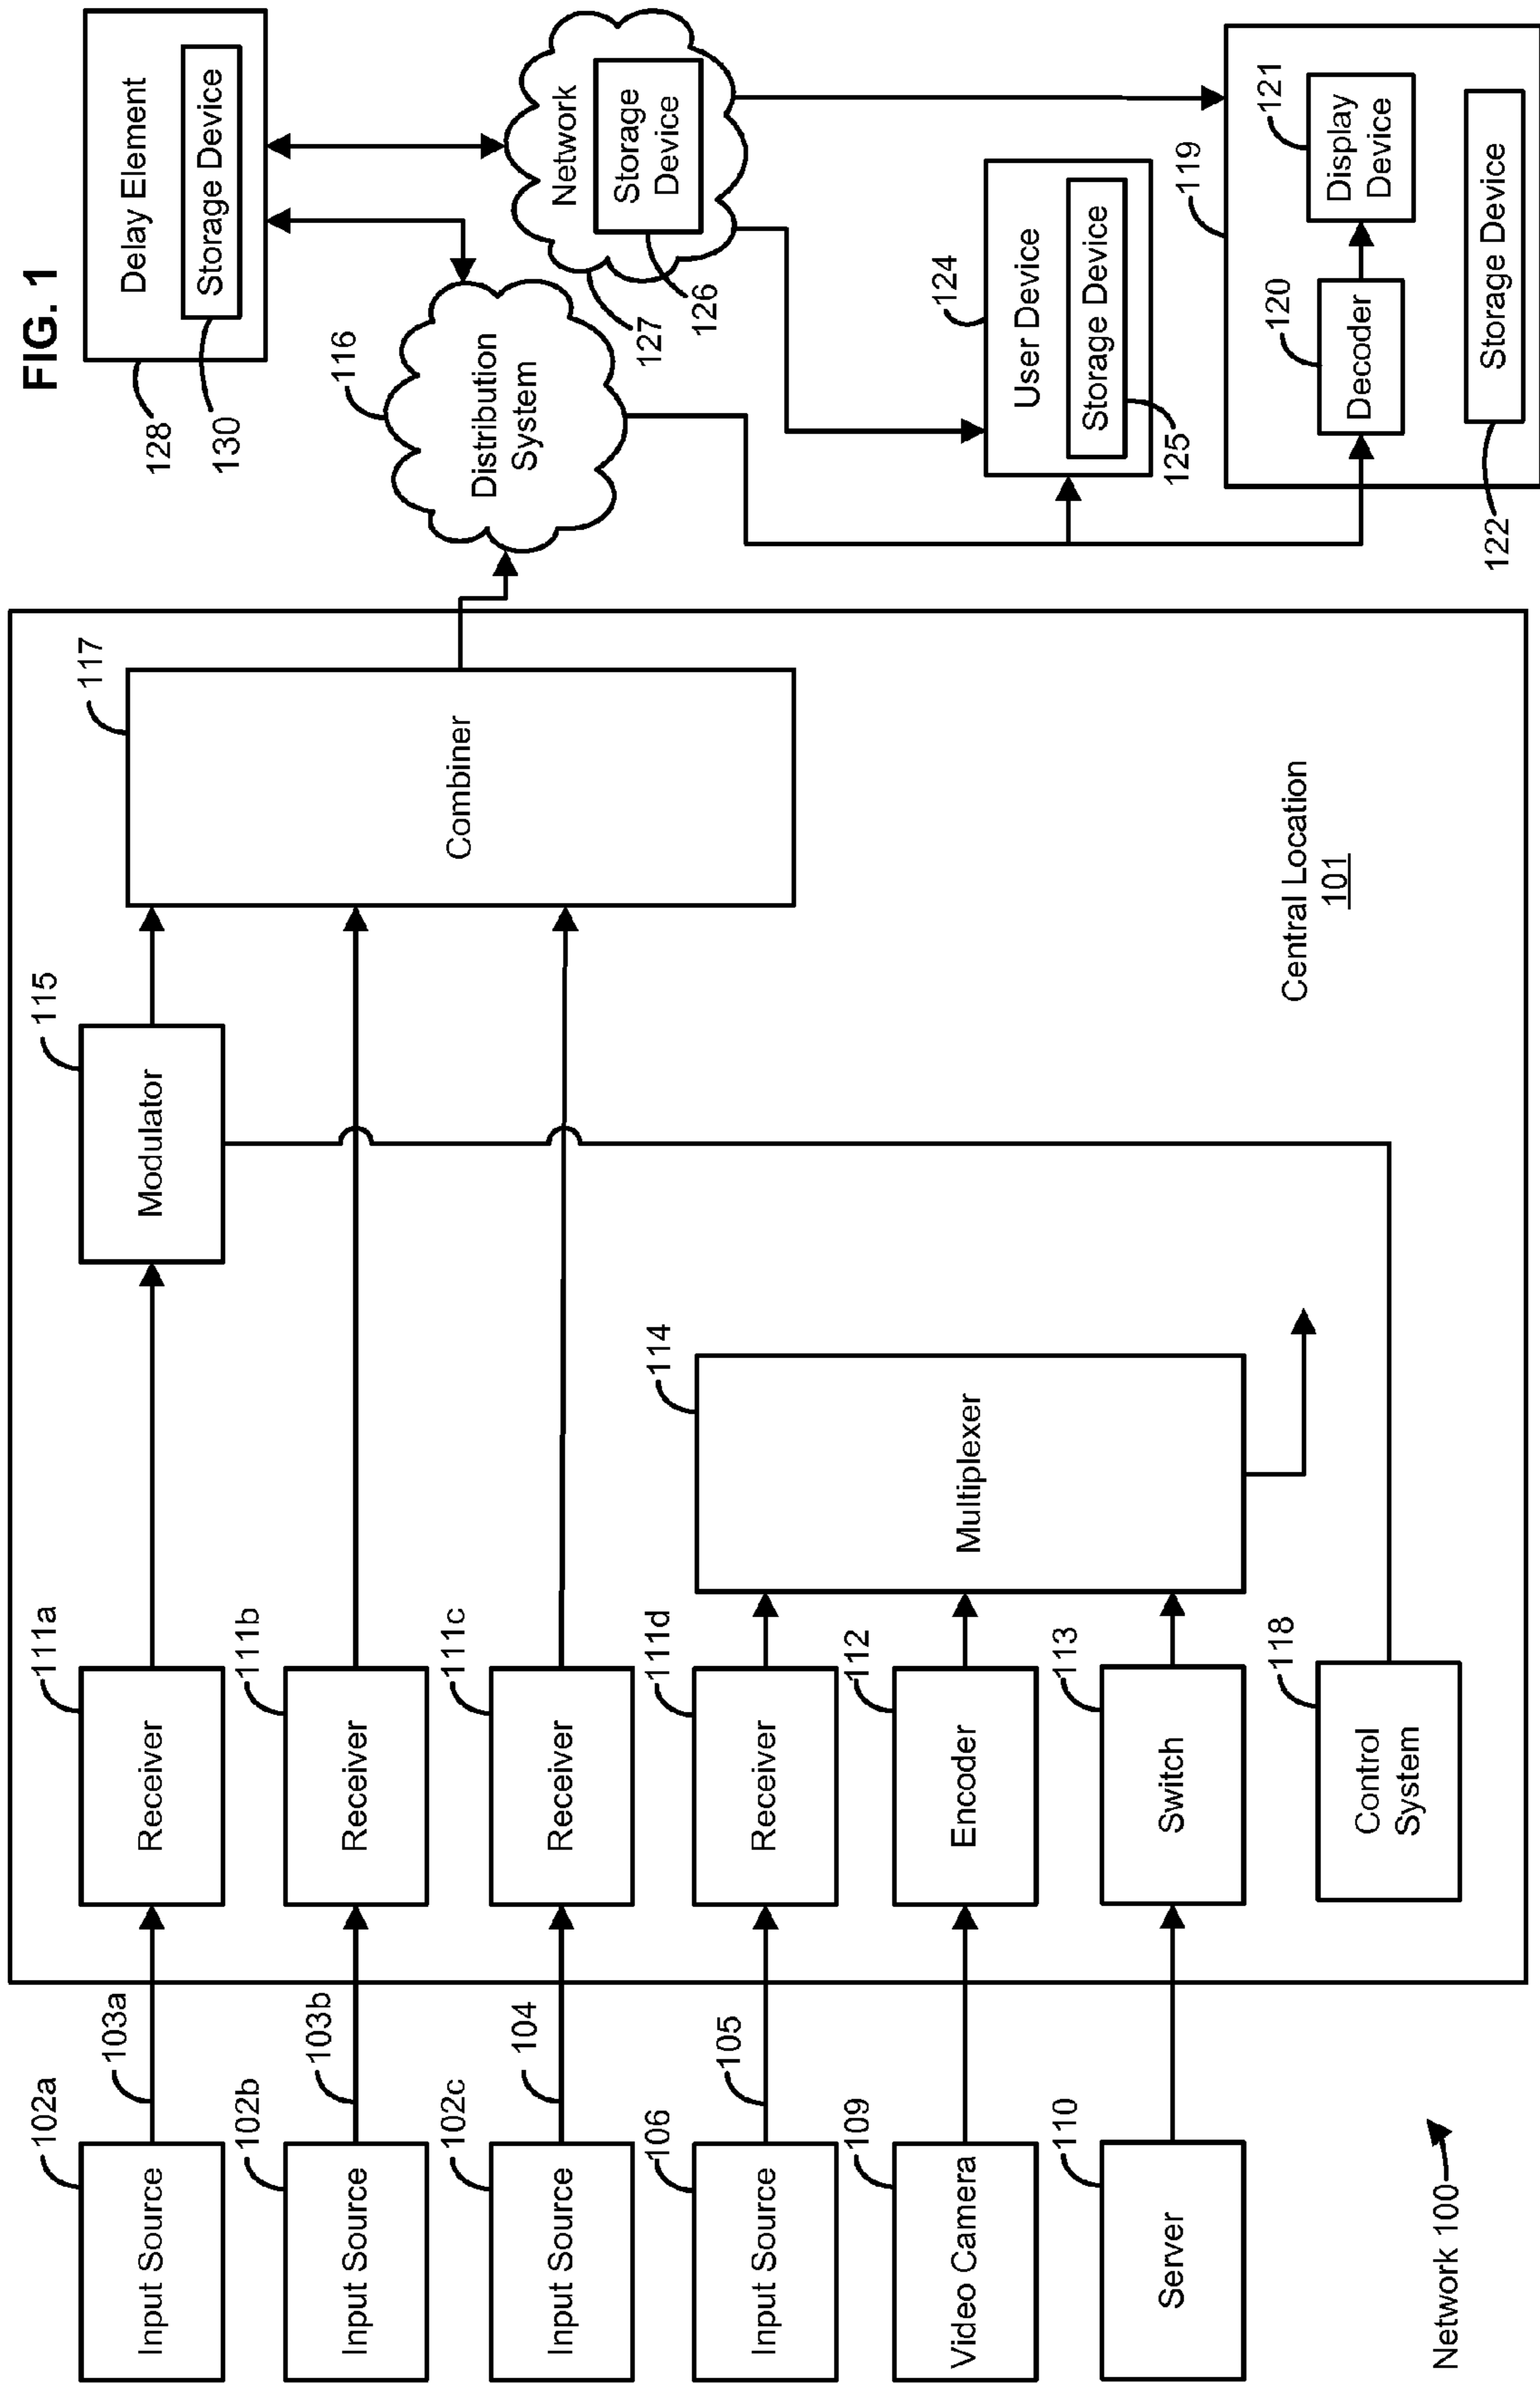 FIG. 1
102a
Input Source
103a
111a
Receiver
115
Modulator
117
Combiner
128
Delay Element
Storage Device
130
102b
Input Source
103b
111b
Receiver
116
Distribution
System
Network
Storage
Device
127
126
102c
Input Source
104
111c
Receiver
106
Input Source
105
111d
Receiver
114
Multiplexer
109
Video Camera
112
Encoder
124
User Device
Storage Device
125
110
Server
113
Switch
119
120
Decoder
121
Display
Device
118
Control
System
Central Location
101
122
Storage Device
Network 100